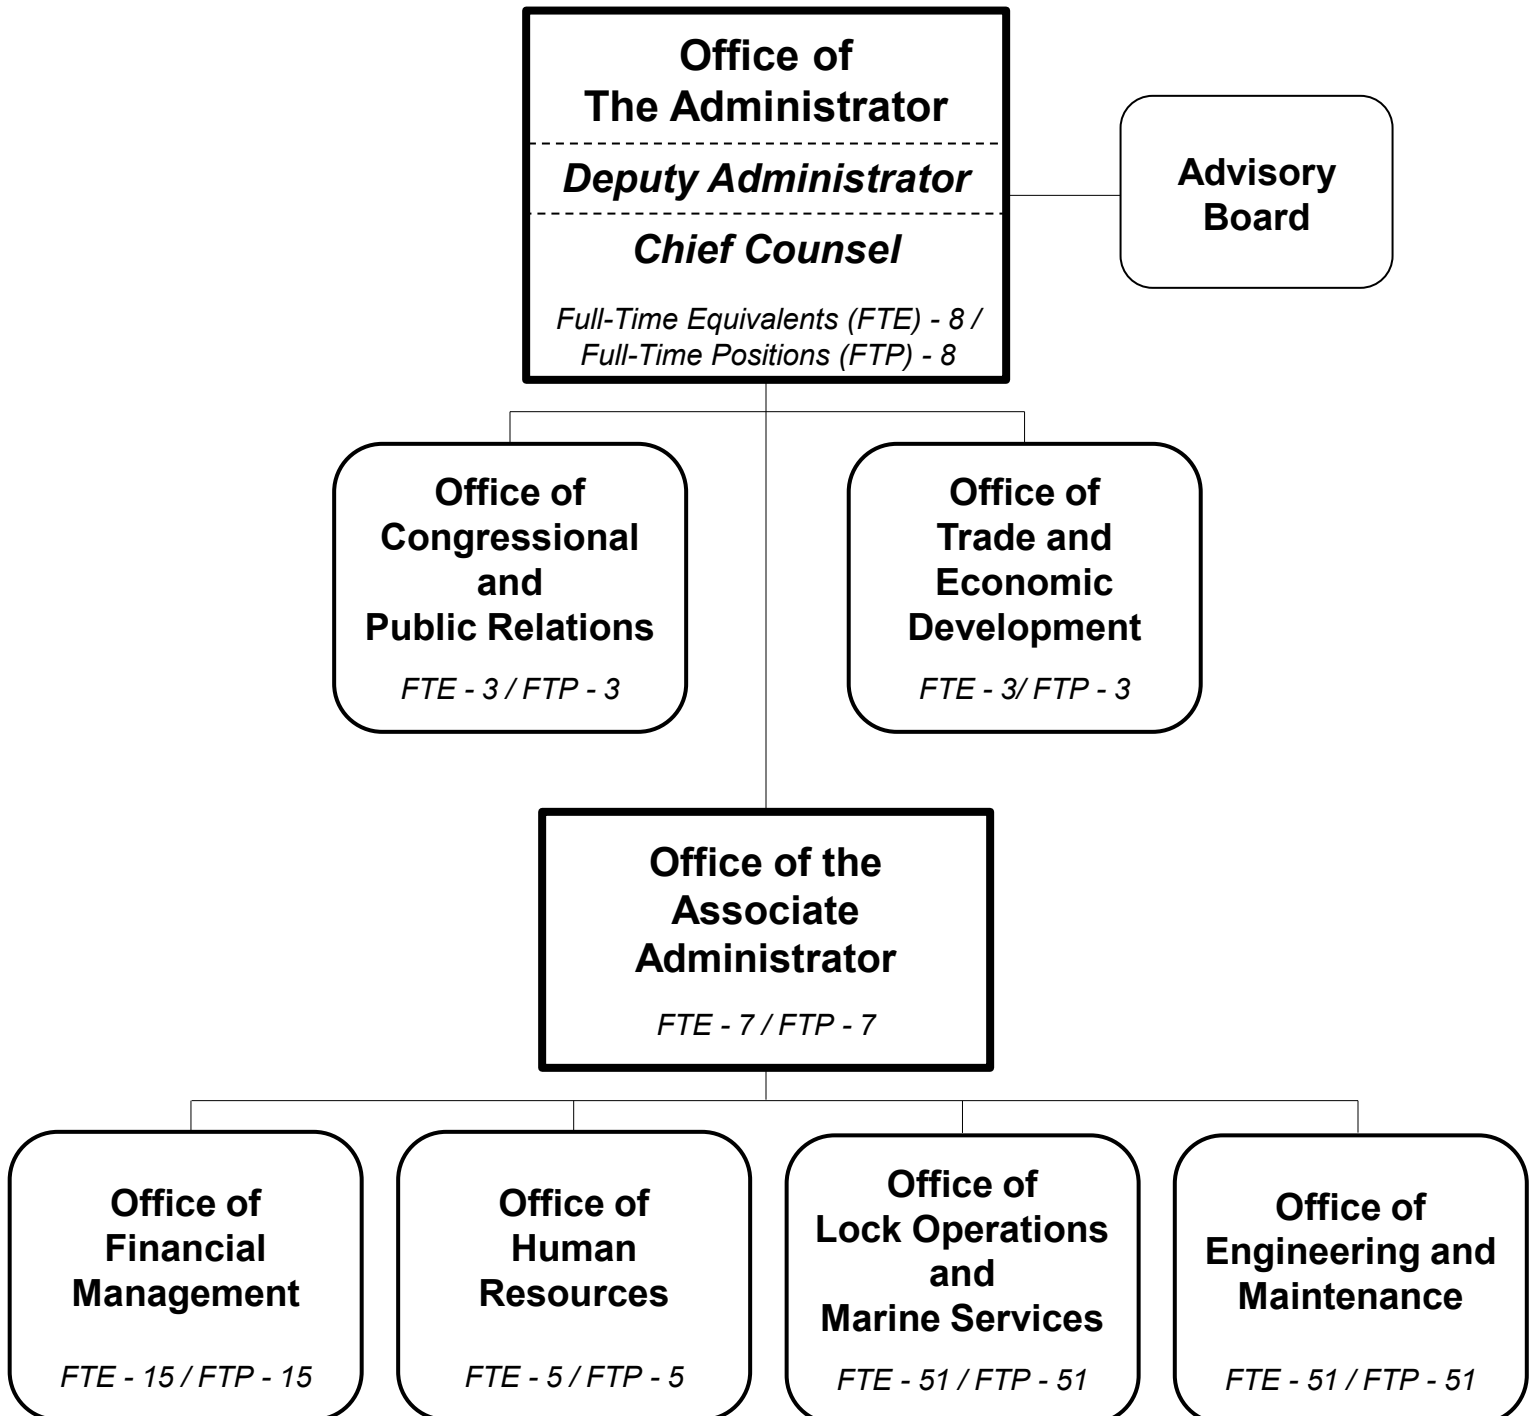 Office of
The Administrator
Deputy Administrator
Chief Counsel
Full-Time Equivalents (FTE) - 8 /
Full-Time Positions (FTP) - 8
Advisory
Board
Office of
Congressional
and
Public Relations
FTE - 3 / FTP - 3
Office of
Trade and
Economic
Development
FTE - 3/ FTP - 3
Office of the
Associate
Administrator
FTE - 7 / FTP - 7
Office of
Financial
Management
FTE - 15 / FTP - 15
Office of
Human
Resources
FTE - 5 / FTP - 5
Office of
Lock Operations
and
Marine Services
FTE - 51 / FTP - 51
Office of
Engineering and
Maintenance
FTE - 51 / FTP - 51